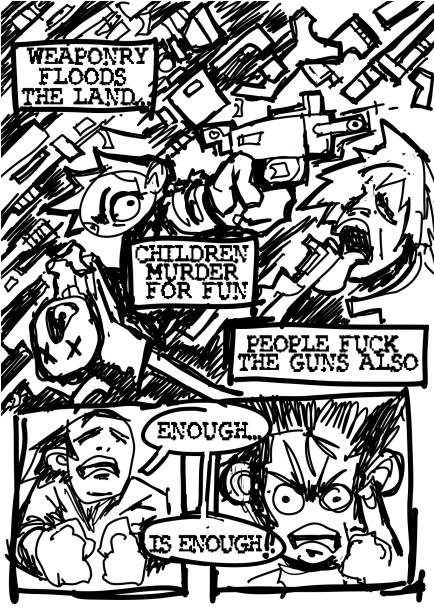 WEAPONRY
FLOODS
THE LAND...
CHILDREN
MURDER
FOR FUN
PEOPLE FUCK
THE GUNS ALSO
ENOUGH...
IS ENOUGH!!